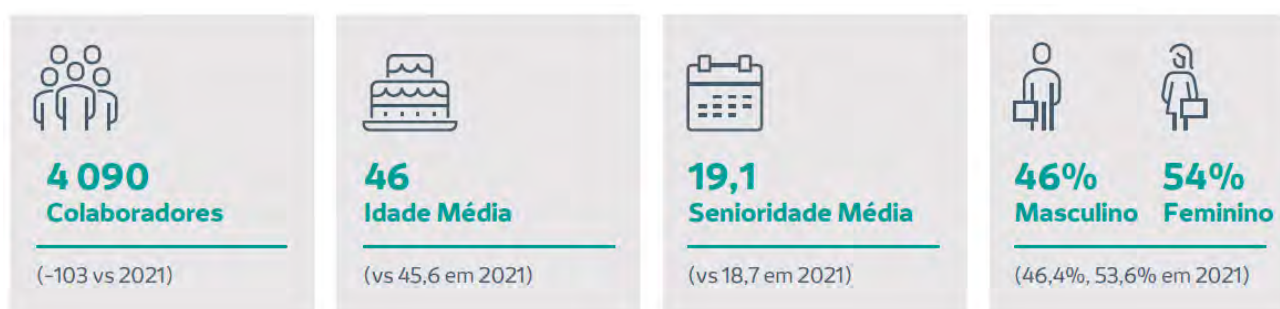 4 090
Colaboradores
(-103 vs 2021)
46
Idade Média
(vs 45,6 em 2021)
19,1
Senioridade Média
(vs 18,7 em 2021)
46%
Masculino
54%
Feminino
(46,4%, 53,6% em 2021)